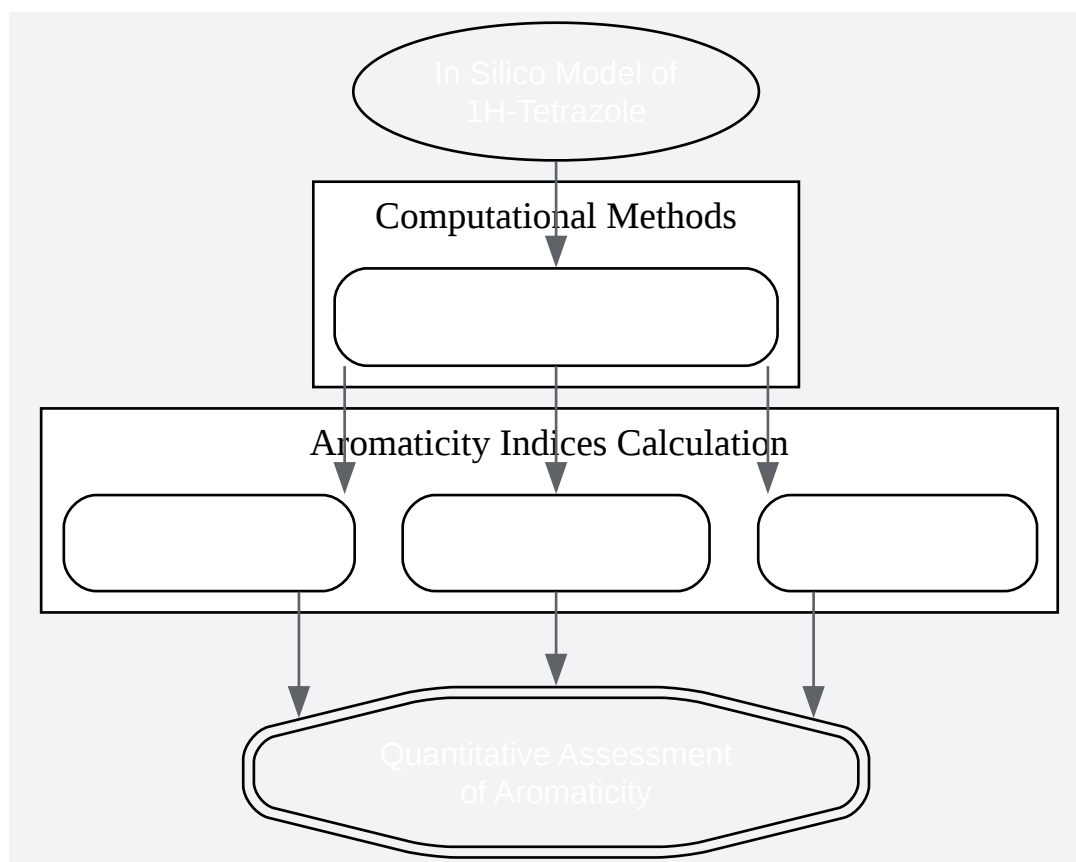 In Silico Model of
1H-Tetrazole
Computational Methods
Aromaticity Indices Calculation
Quantitative Assessment
of Aromaticity